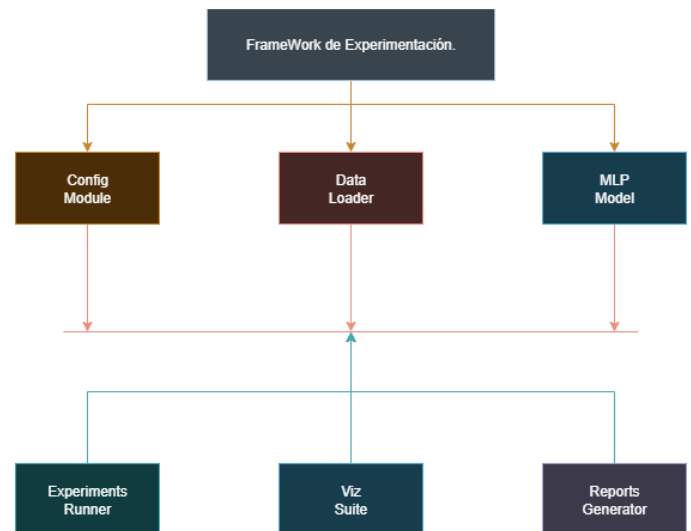 FrameWork de Experimentación.
Config
Module
Data
Loader
MLP
Model
Experiments
Runner
Viz
Suite
Reports
Generator